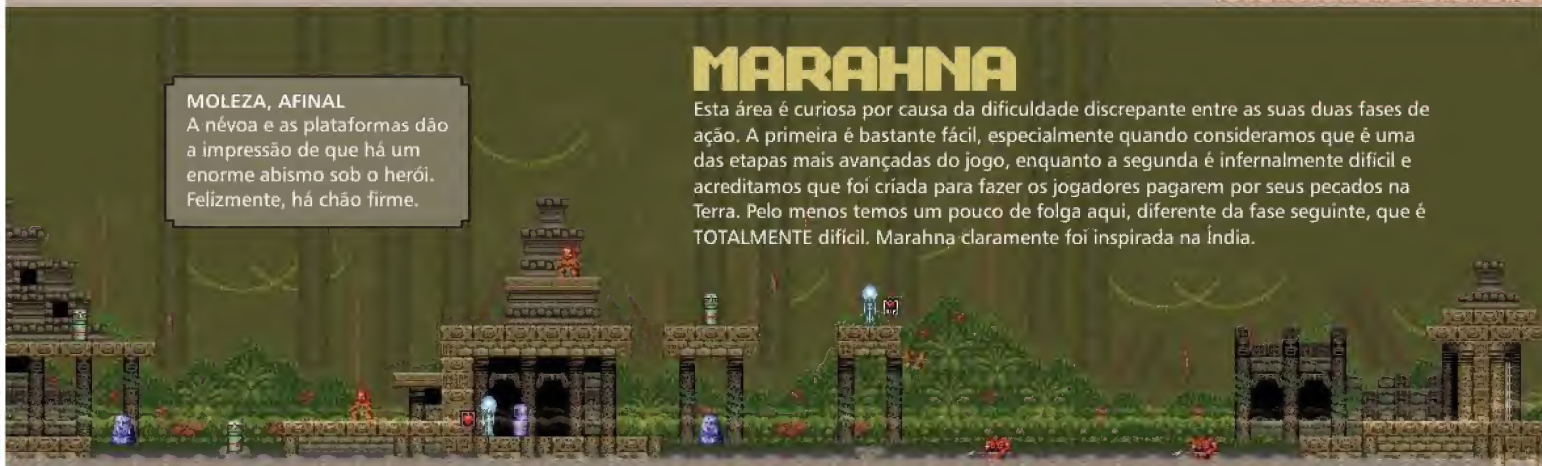 MOLEZA, AFINAL
A névoa e as plataformas dão
a impressão de que há um
enorme abismo sob o herói.
Felizmente, há chão firme.
MARAHNA
Esta área é curiosa por causa da dificuldade discrepante entre as suas duas fases de
ação. A primeira é bastante fácil, especialmente quando consideramos que é uma
das etapas mais avançadas do jogo, enquanto a segunda é infernalmente difícil e
acreditamos que foi criada para fazer os jogadores pagarem por seus pecados na
Terra. Pelo menos temos um pouco de folga aqui, diferente da fase seguinte, que é
TOTALMENTE difícil. Marahna claramente foi inspirada na Índia.